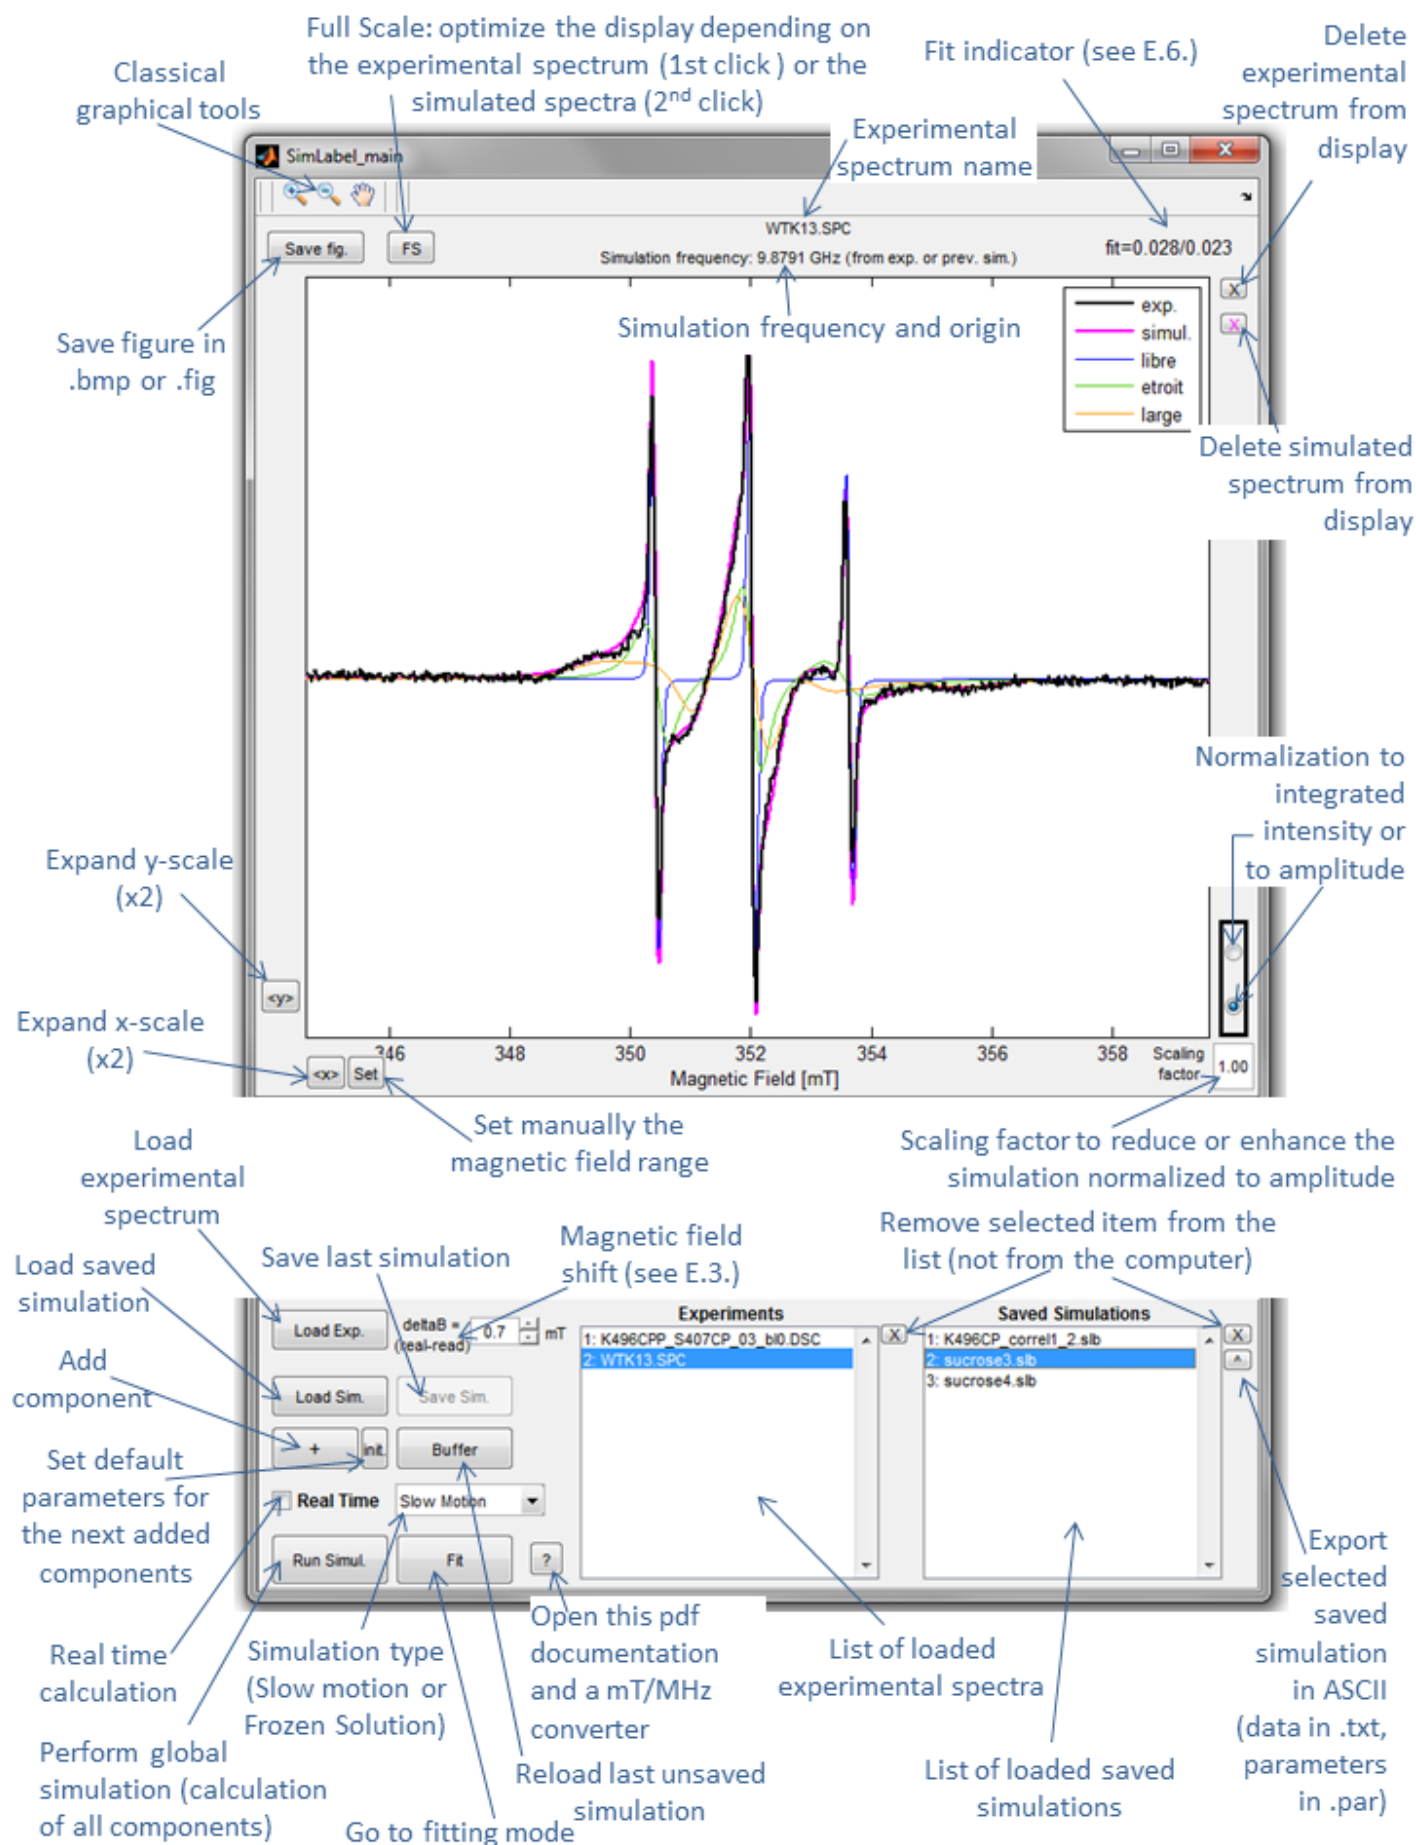 Full Scale: optimize the display depending on
the experimental spectrum (1st click ) or the
simulated spectra (2nd click)
Classical
graphical tools
Fit indicator (see E.6.)
Delete
experimental
spectrum from
display
Experimental
spectrum name
SimLabel_main
WTK13.SPC
Save fig.
FS
Simulation frequency: 9.8791 GHz (from exp. or prev. sim.)
fit=0.028/0.023
X
X
exp.
simul.
libre
etroit
large
Simulation frequency and origin
Save figure in
.bmp or .fig
Delete simulated
spectrum from
display
Normalization to
integrated
intensity or
to amplitude
Expand y-scale
(x2)
<y>
Expand x-scale
(x2)
346
348
350
352
354
356
358
<x>
Set
Magnetic Field [mT]
Scaling
factor
1.00
Set manually the
magnetic field range
Scaling factor to reduce or enhance the
simulation normalized to amplitude
Load
experimental
spectrum
Load saved
simulation
Save last simulation
Magnetic field
shift (see E.3.)
Remove selected item from the
list (not from the computer)
Add
component
Set default
parameters for
the next added
components
Load Exp.
deltaB =
(real-read)
0.7
mT
Load Sim.
Save Sim.
+
init.
Buffer
Real Time
Slow Motion
Run Simul.
Fit
?
Experiments
1: K496CPP_S407CP_03_bl0.DSC
2: WTK13.SPC
X
Saved Simulations
1: K496CP_correl1_2.slb
2: sucrose3.slb
3: sucrose4.slb
X
^
Real time
calculation
Perform global
simulation (calculation
of all components)
Simulation type
(Slow motion or
Frozen Solution)
Go to fitting mode
Open this pdf
documentation
and a mT/MHz
converter
Reload last unsaved
simulation
List of loaded
experimental spectra
List of loaded saved
simulations
Export
selected
saved
simulation
in ASCII
(data in .txt,
parameters
in .par)